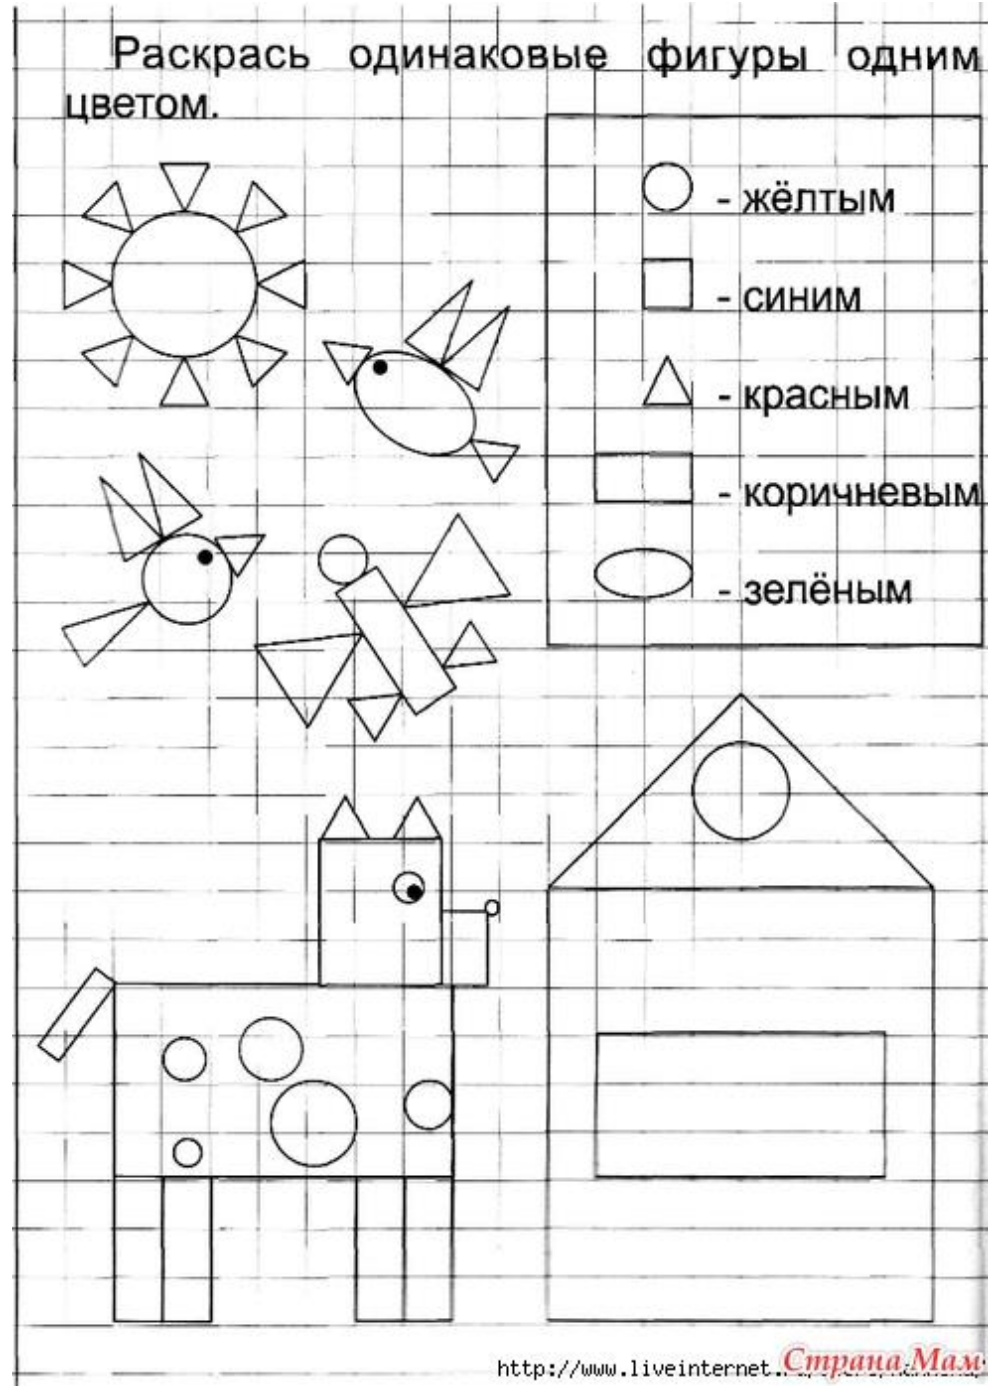 Раскрась одинаковые фигуры одним
цветом.
- жёлтым
- синим
- красным
- коричневым
- зелёным
http://www.liveinternet.
Страна Мам